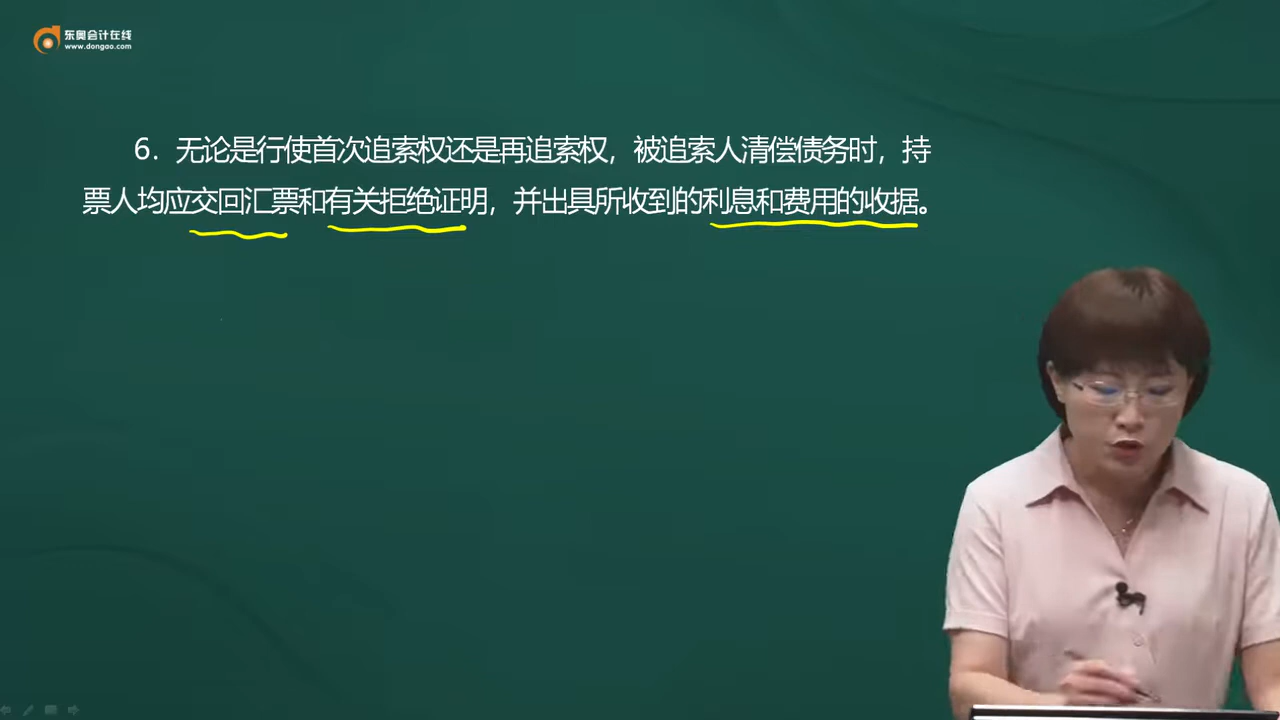 东奥会计在线
www.dongao.com
6. 无论是行使首次追索权还是再追索权，被追索人清偿债务时，持
票人均应交回汇票和有关拒绝证明，并出具所收到的利息和费用的收据。